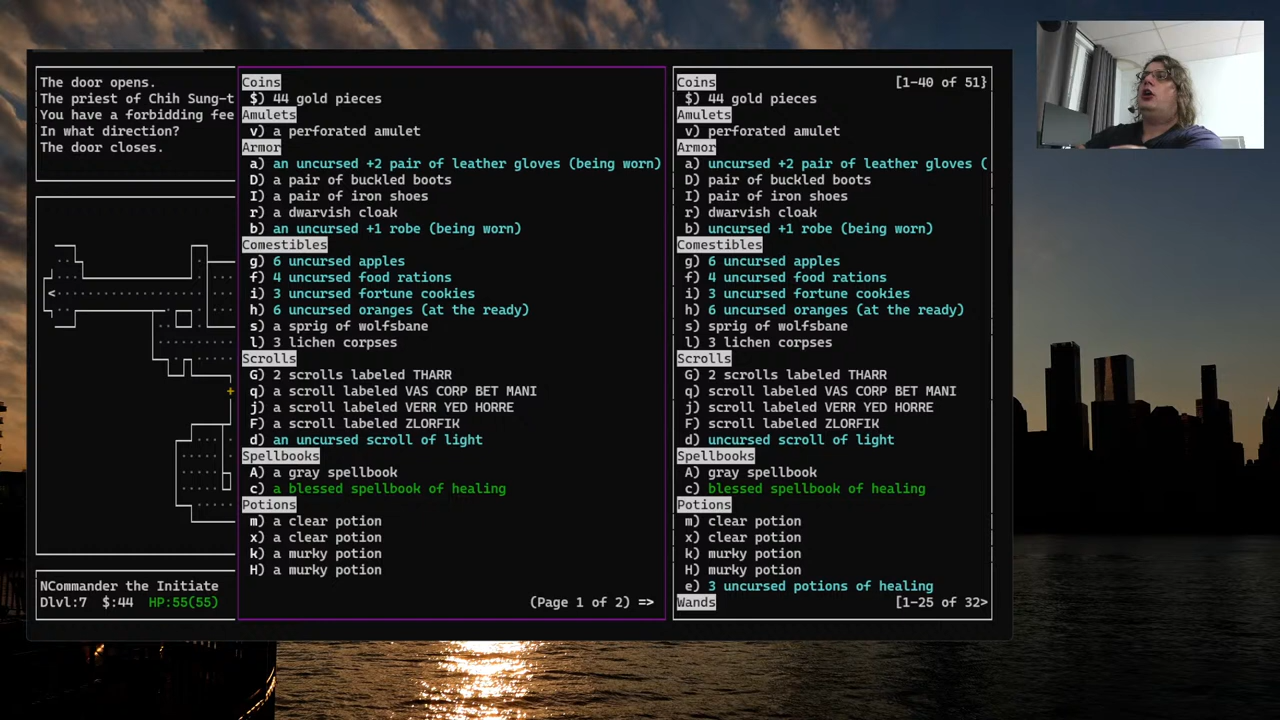 The door opens.
The priest of Chih Sung-t
You have a forbidding fee
In what direction?
The door closes.
<
+
NCommander the Initiate
Dlvl:7 $:44 HP:55(55)
Coins
$) 44 gold pieces
Amulets
v) a perforated amulet
Armor
a) an uncursed +2 pair of leather gloves (being worn)
D) a pair of buckled boots
I) a pair of iron shoes
r) a dwarvish cloak
b) an uncursed +1 robe (being worn)
Comestibles
g) 6 uncursed apples
f) 4 uncursed food rations
i) 3 uncursed fortune cookies
h) 6 uncursed oranges (at the ready)
s) a sprig of wolfsbane
l) 3 lichen corpses
Scrolls
G) 2 scrolls labeled THARR
q) a scroll labeled VAS CORP BET MANI
j) a scroll labeled VERR YED HORRE
F) a scroll labeled ZLORFIK
d) an uncursed scroll of light
Spellbooks
A) a gray spellbook
c) a blessed spellbook of healing
Potions
m) a clear potion
x) a clear potion
k) a murky potion
H) a murky potion
(Page 1 of 2) =>
Coins [1-40 of 51}
$) 44 gold pieces
Amulets
v) perforated amulet
Armor
a) uncursed +2 pair of leather gloves (
D) pair of buckled boots
I) pair of iron shoes
r) dwarvish cloak
b) uncursed +1 robe (being worn)
Comestibles
g) 6 uncursed apples
f) 4 uncursed food rations
i) 3 uncursed fortune cookies
h) 6 uncursed oranges (at the ready)
s) sprig of wolfsbane
l) 3 lichen corpses
Scrolls
G) 2 scrolls labeled THARR
q) scroll labeled VAS CORP BET MANI
j) scroll labeled VERR YED HORRE
F) scroll labeled ZLORFIK
d) uncursed scroll of light
Spellbooks
A) gray spellbook
c) blessed spellbook of healing
Potions
m) clear potion
x) clear potion
k) murky potion
H) murky potion
e) 3 uncursed potions of healing
Wands [1-25 of 32>